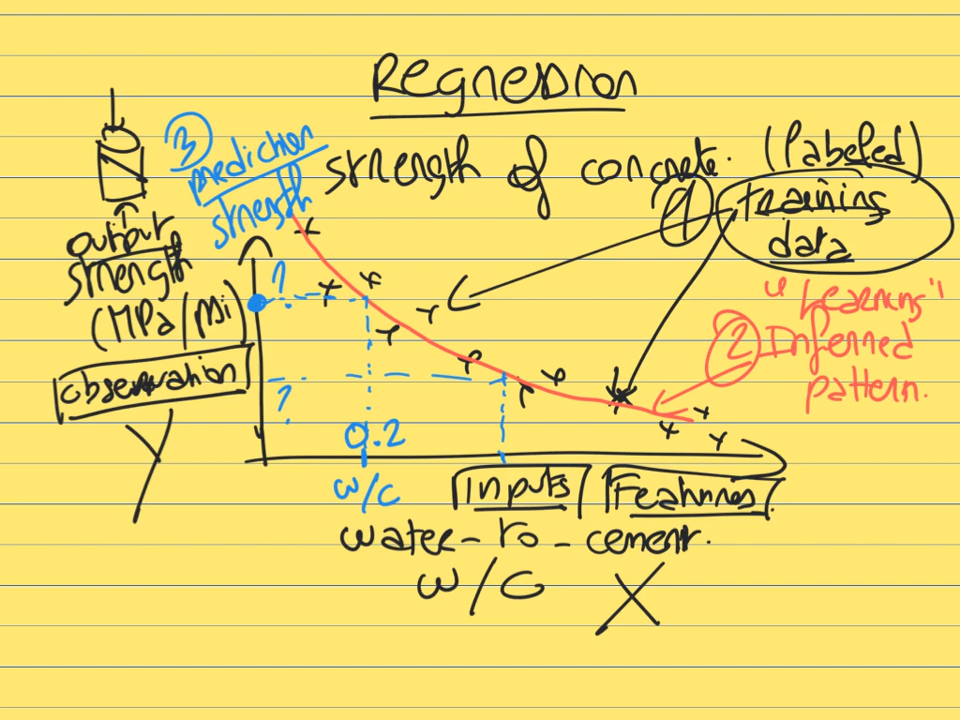 Regression
strength of concrete.
(labeled)
training
data
1
3
prediction
strength
output
strength
(MPa/psi)
observation
Y
?
?
"Learning"
2 Inferred
pattern.
0.2
w/c
Inputs Features
water-to-cement.
w/c X